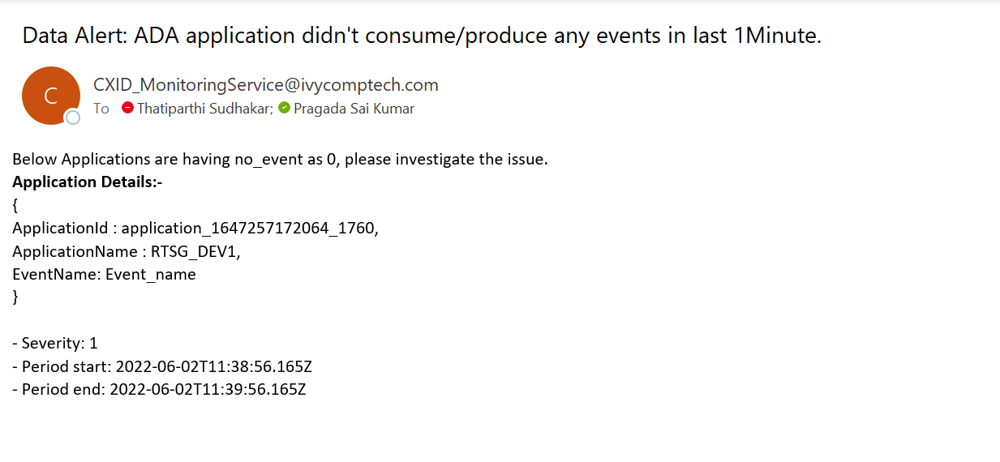 Data Alert: ADA application didn't consume/produce any events in last 1Minute.
C
CXID_MonitoringService@ivycomptech.com
To Thatiparthi Sudhakar; Pragada Sai Kumar
Below Applications are having no_event as 0, please investigate the issue.
Application Details:-
{
ApplicationId : application_1647257172064_1760,
ApplicationName : RTSG_DEV1,
EventName: Event_name
}
- Severity: 1
- Period start: 2022-06-02T11:38:56.165Z
- Period end: 2022-06-02T11:39:56.165Z